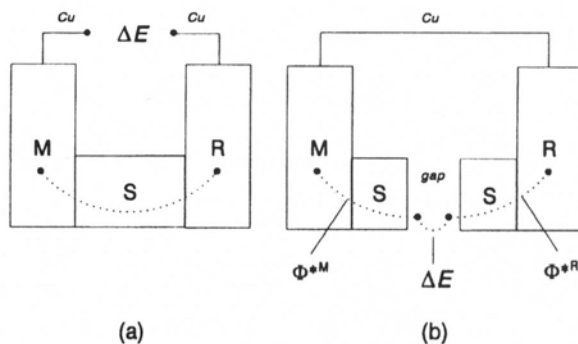 Cu ΔE Cu
M R
S
(a)
Cu
M R
S gap S
Φ*M ΔE Φ*R
(b)